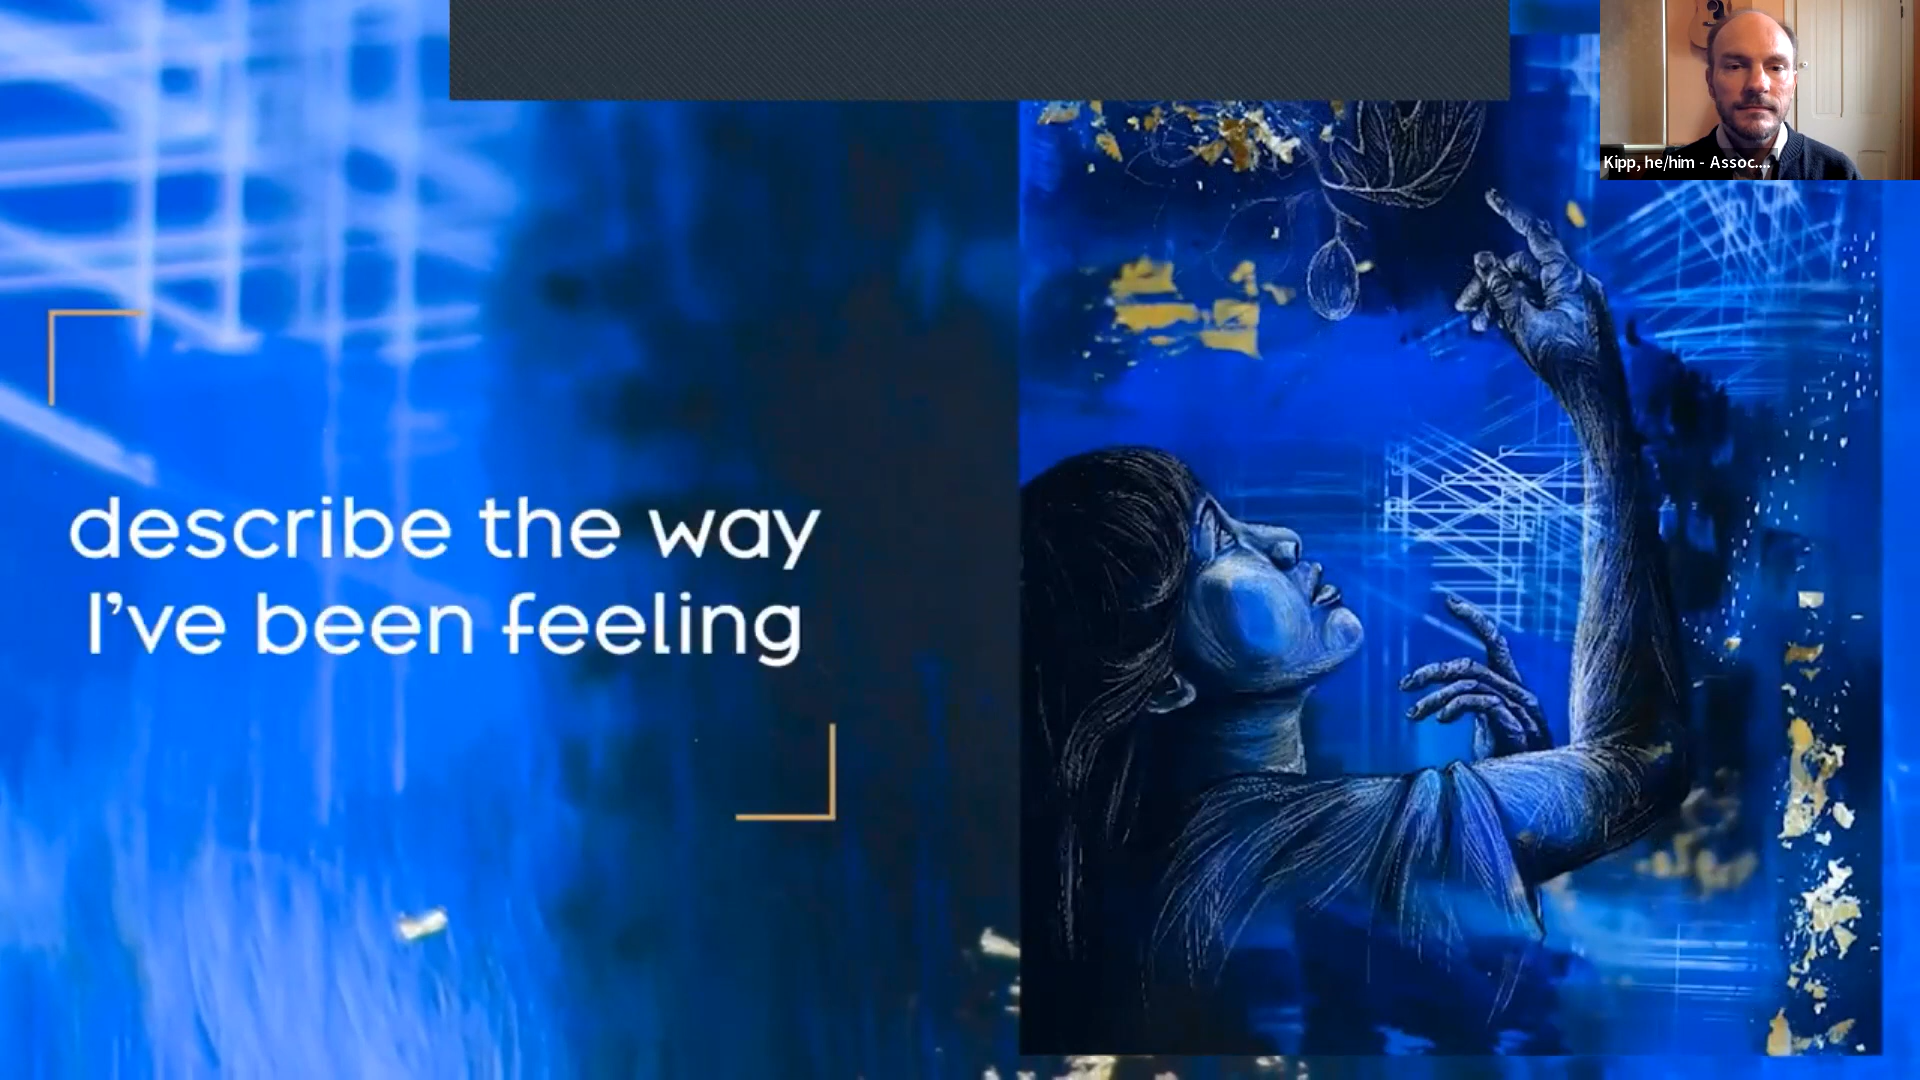 describe the way
I've been feeling
Kipp, he/him - Assoc....